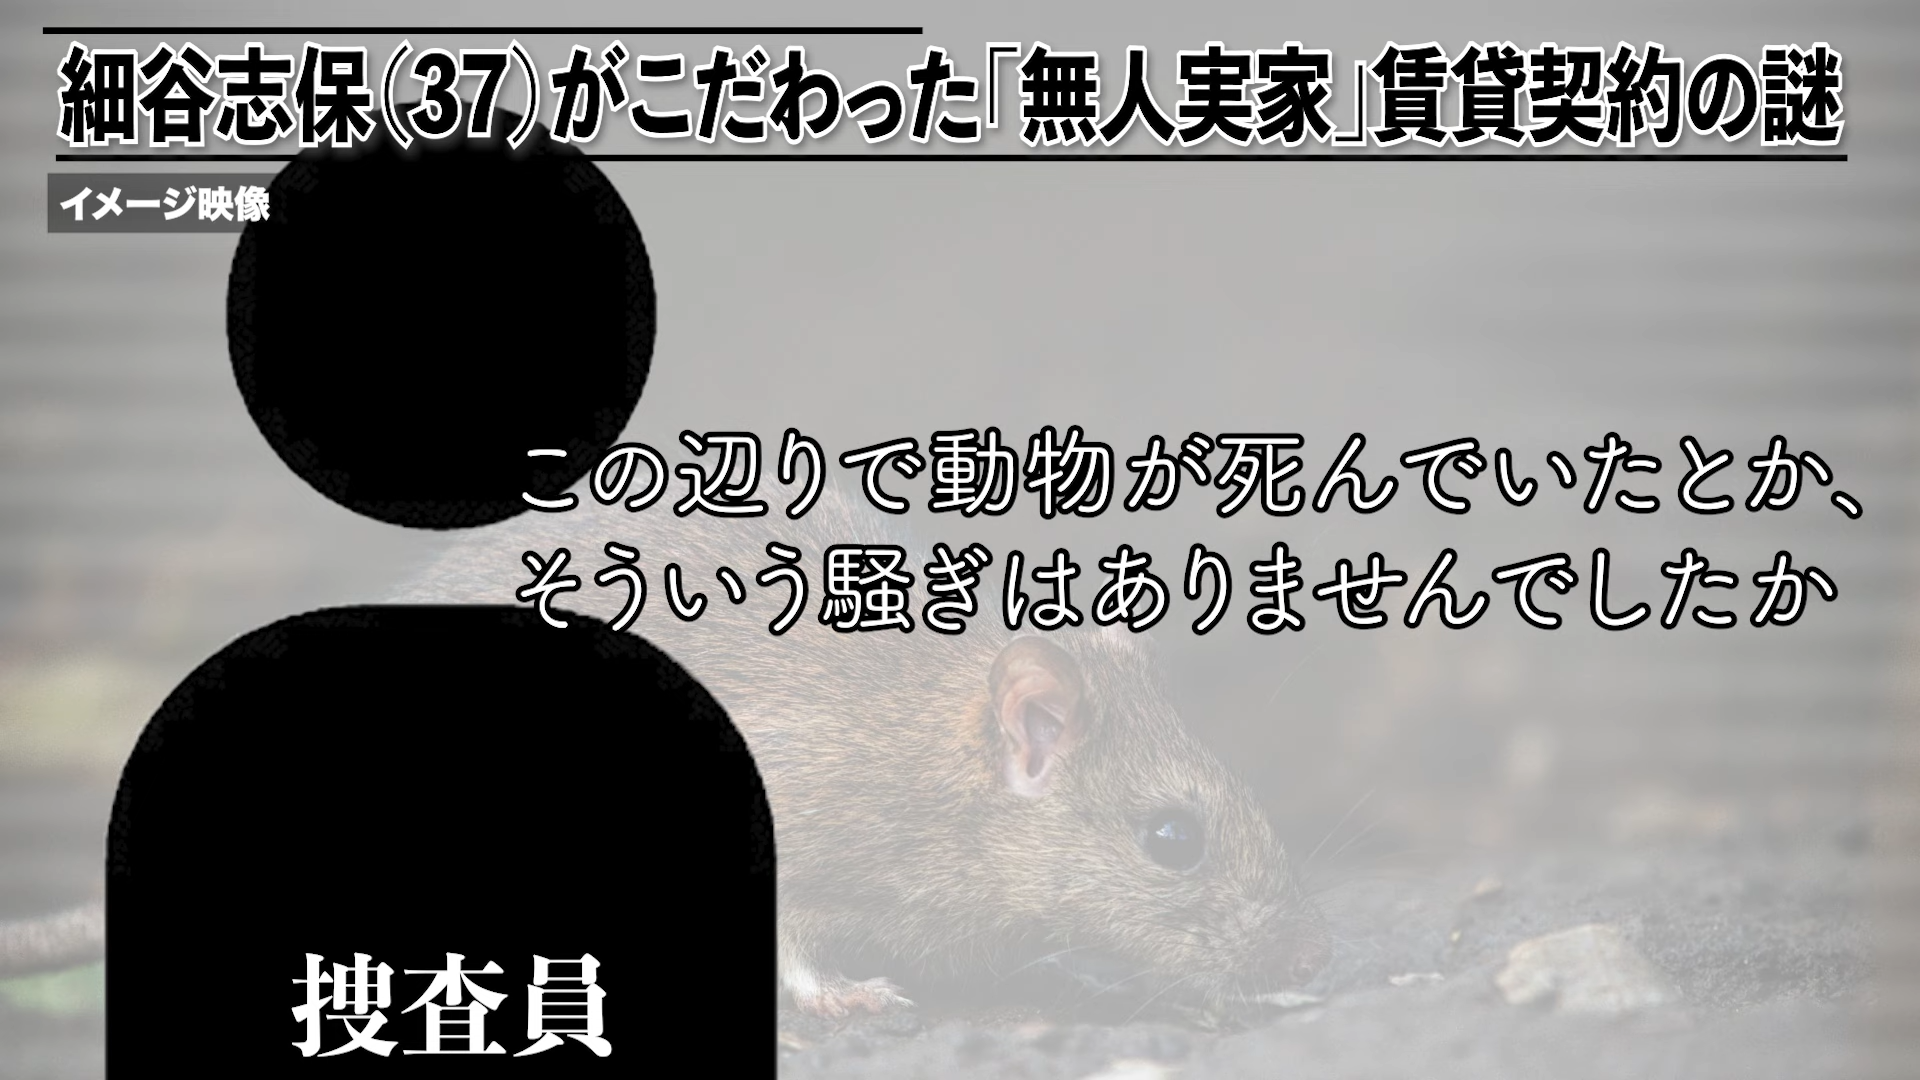 細谷志保(37)がこだわった「無人実家」賃貸契約の謎
イメージ映像
この辺りで動物が死んでいたとか、
そういう騒ぎはありませんでしたか
捜査員